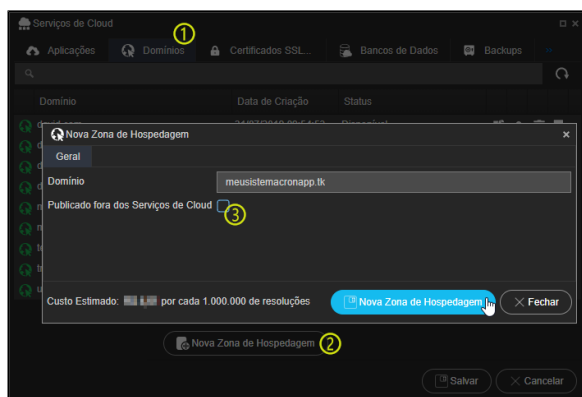 Serviços de Cloud
1
Aplicações Domínios Certificados SSL... Bancos de Dados Backups
Domínio Data de Criação Status
Nova Zona de Hospedagem
Geral
Domínio meusistemacronapp.tk
Publicado fora dos Serviços de Cloud 3
Custo Estimado: por cada 1.000.000 de resoluções Nova Zona de Hospedagem Fechar
Nova Zona de Hospedagem 2
Salvar Cancelar